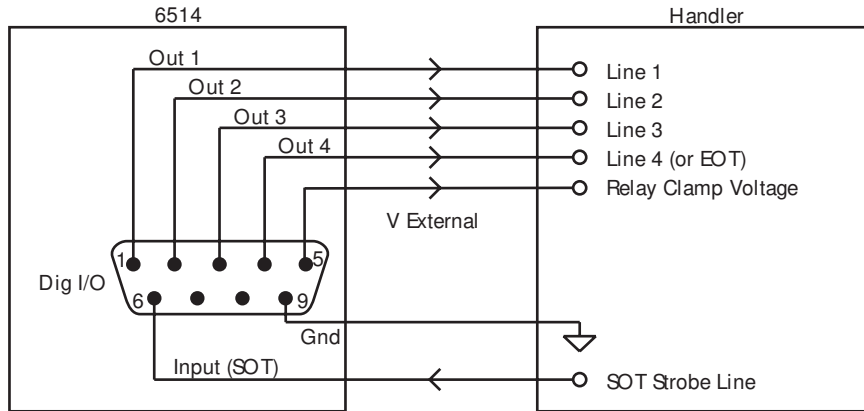 6514
Handler
Out 1
Line 1
Out 2
Line 2
Out 3
Line 3
Out 4
Line 4 (or EOT)
Relay Clamp Voltage
V External
1
5
Dig I/O
6
9
Gnd
Input (SOT)
SOT Strobe Line